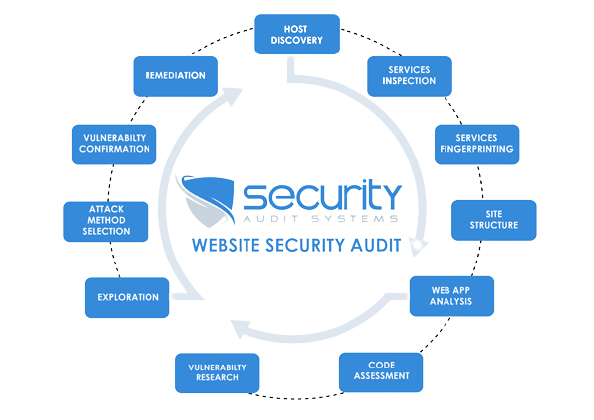 HOST
DISCOVERY
SERVICES
INSPECTION
SERVICES
FINGERPRINTING
SITE
STRUCTURE
WEB APP
ANALYSIS
CODE
ASSESSMENT
VULNERABILTY
RESEARCH
EXPLORATION
ATTACK
METHOD
SELECTION
VULNERABILTY
CONFIRMATION
REMEDIATION
security
AUDIT SYSTEMS
WEBSITE SECURITY AUDIT